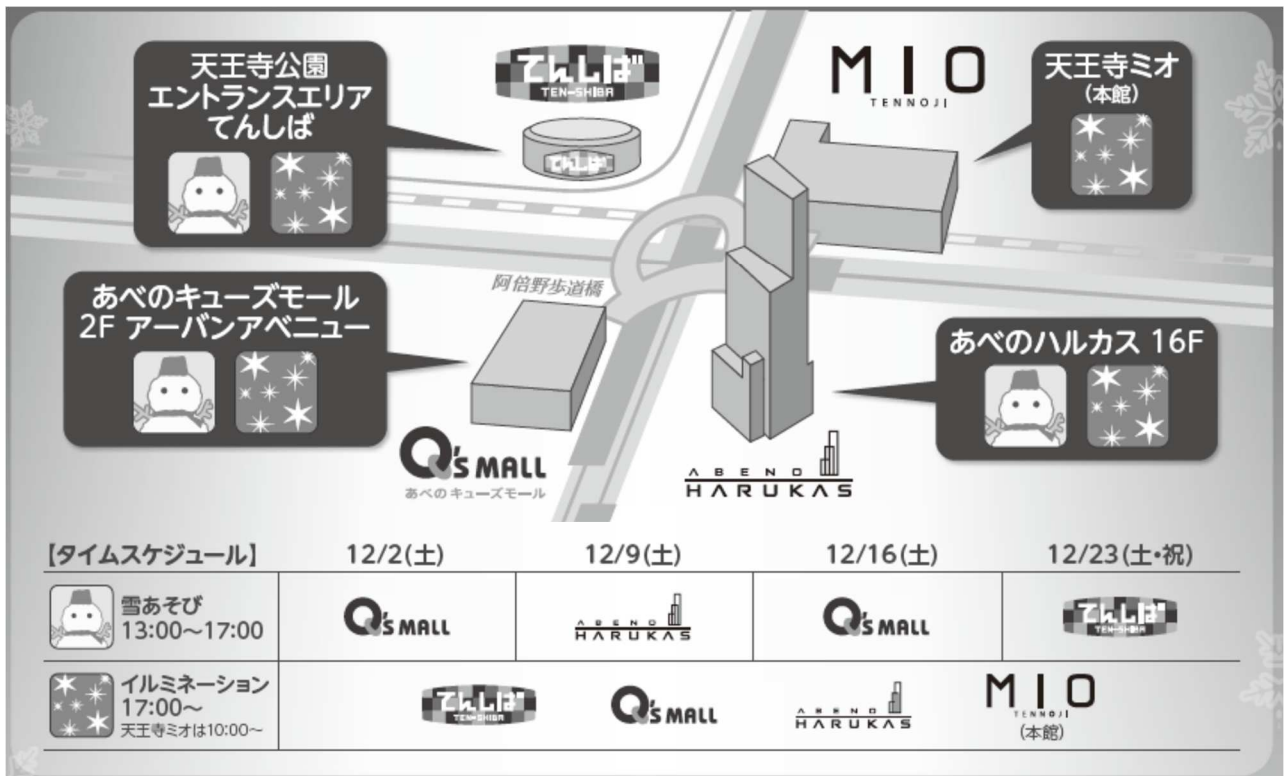 天王寺公園
エントランスエリア
てんしば
てんしば
TEN-SHIBA
てんしば
MIO
TENNOJI
天王寺ミオ
(本館)
阿倍野歩道橋
あべのキューズモール
2F アーバンアベニュー
Q's MALL
あべのキューズモール
あべのハルカス 16F
ABENO
HARUKAS
【タイムスケジュール】 12/2(土) 12/9(土) 12/16(土) 12/23(土・祝)
雪あそび
13:00～17:00
Q's MALL
ABENO
HARUKAS
Q's MALL
てんしば
TEN-SHIBA
イルミネーション
17:00～
天王寺ミオは10:00～
てんしば
TEN-SHIBA
Q's MALL
ABENO
HARUKAS
MIO
TENNOJI
(本館)